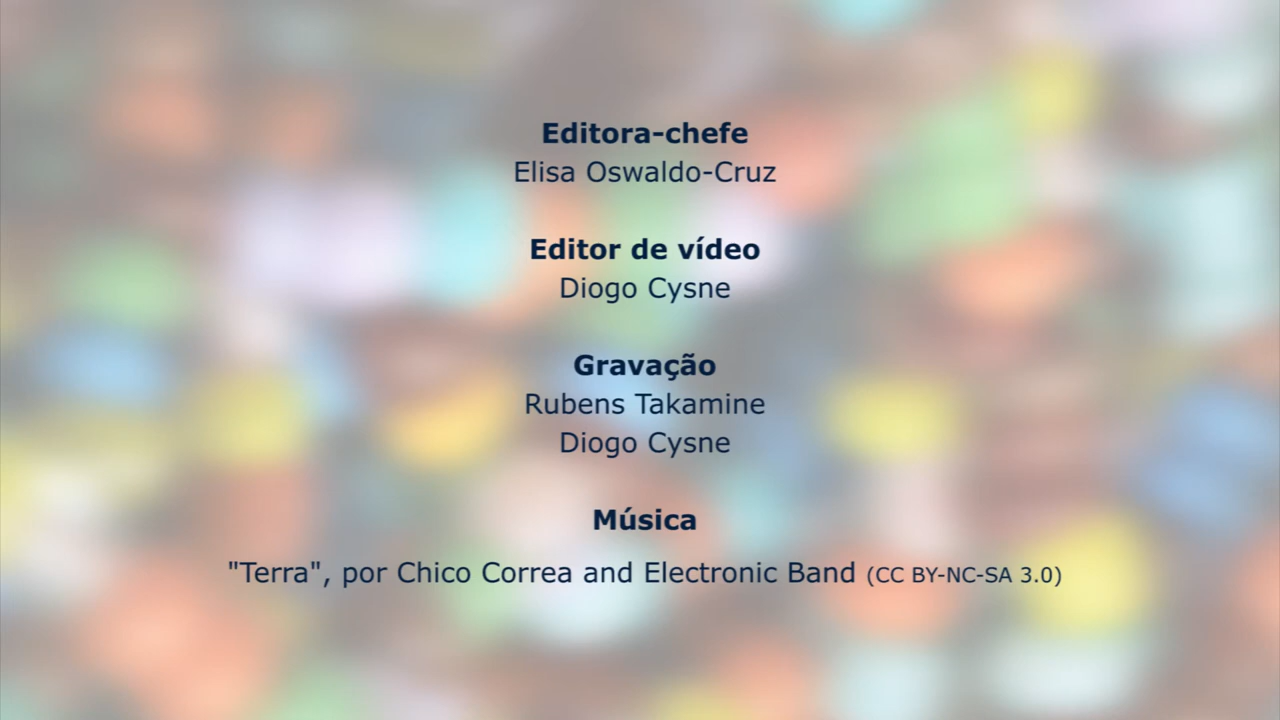 Editora-chefe
Elisa Oswaldo-Cruz
Editor de vídeo
Diogo Cysne
Gravação
Rubens Takamine
Diogo Cysne
Música
"Terra", por Chico Correa and Electronic Band (CC BY-NC-SA 3.0)